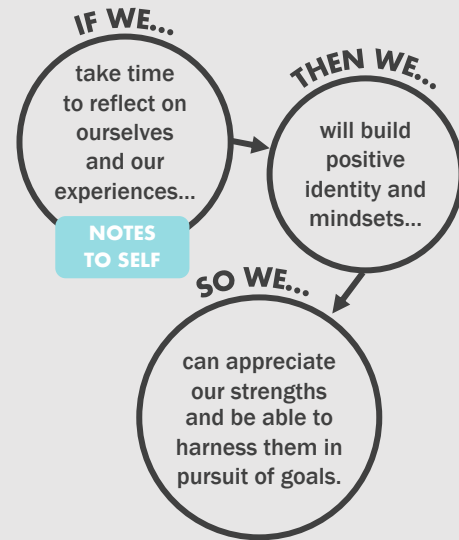 IF WE...
take time
to reflect on
ourselves
and our
experiences...
NOTES
TO SELF
THEN WE...
will build
positive
identity and
mindsets...
SO WE...
can appreciate
our strengths
and be able to
harness them in
pursuit of goals.